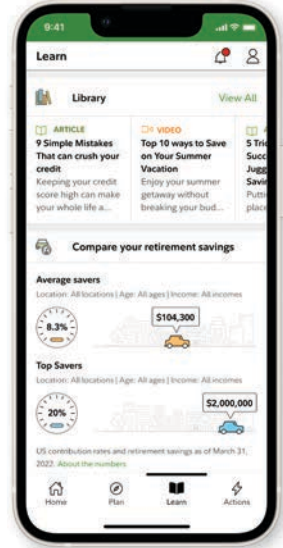 9:41
Learn
Library
View All
ARTICLE
9 Simple Mistakes
That can crush your
credit
Keeping your credit
score high can make
your whole life a...
VIDEO
Top 10 ways to Save
on Your Summer
Vacation
Enjoy your summer
getaway without
breaking your bud...
5 Tri
Succ
Jugg
Savin
Putti
place
Compare your retirement savings
Average savers
Location: All locations | Age: All ages | Income: All incomes
8.3%
$104,300
Top Savers
Location: All locations | Age: All ages | Income: All incomes
20%
$2,000,000
US contribution rates and retirement savings as of March 31,
2022. About the numbers
Home
Plan
Learn
Actions